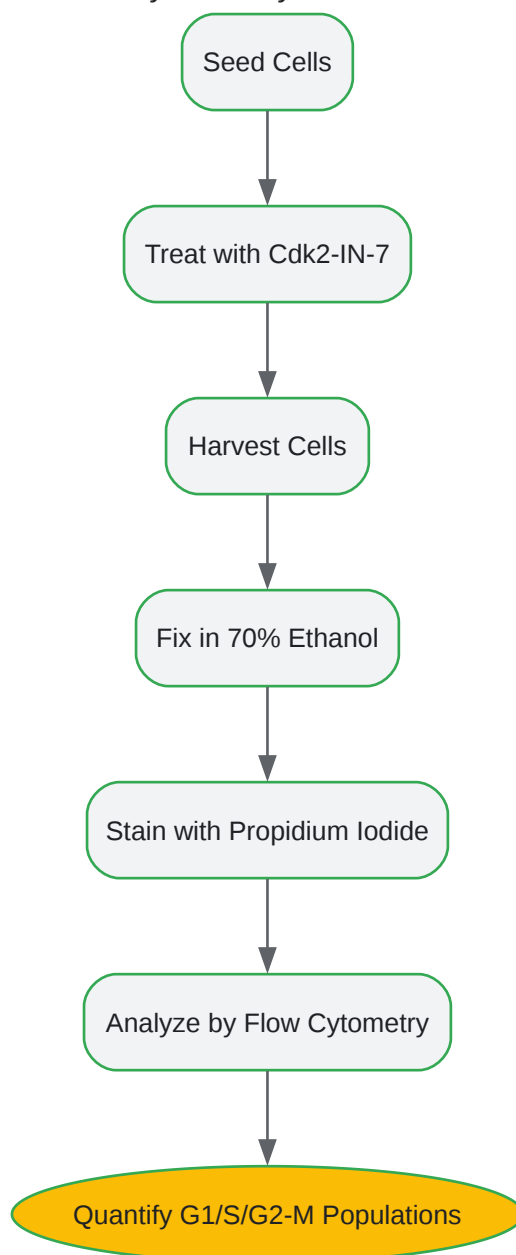 Seed Cells
Treat with Cdk2-IN-7
Harvest Cells
Fix in 70% Ethanol
Stain with Propidium Iodide
Analyze by Flow Cytometry
Quantify G1/S/G2-M Populations